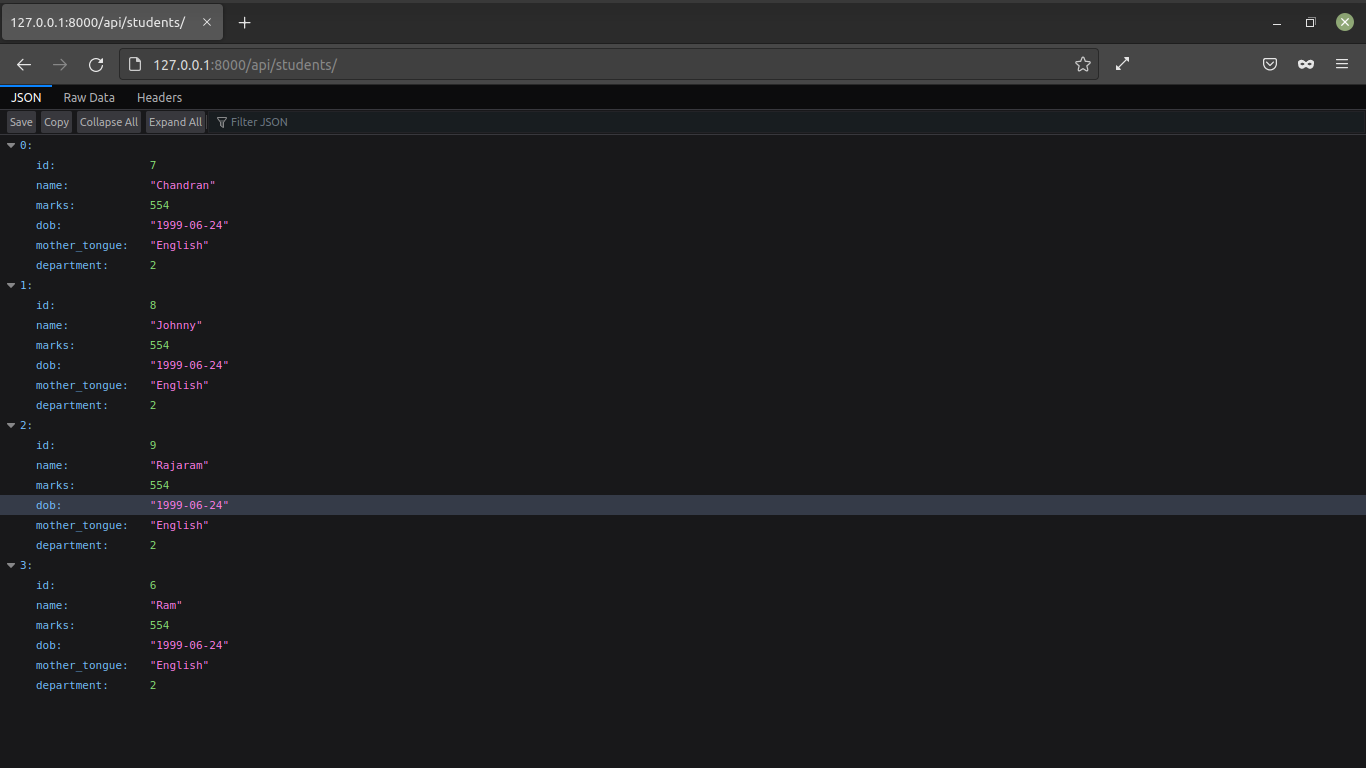 127.0.0.1:8000/api/students/
127.0.0.1:8000/api/students/
JSON Raw Data Headers
Save Copy Collapse All Expand All Filter JSON
0:
id: 7
name: "Chandran"
marks: 554
dob: "1999-06-24"
mother_tongue: "English"
department: 2
1:
id: 8
name: "Johnny"
marks: 554
dob: "1999-06-24"
mother_tongue: "English"
department: 2
2:
id: 9
name: "Rajaram"
marks: 554
dob: "1999-06-24"
mother_tongue: "English"
department: 2
3:
id: 6
name: "Ram"
marks: 554
dob: "1999-06-24"
mother_tongue: "English"
department: 2